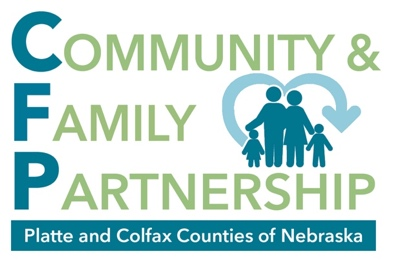 COMMUNITY &
FAMILY
PARTNERSHIP
Platte and Colfax Counties of Nebraska